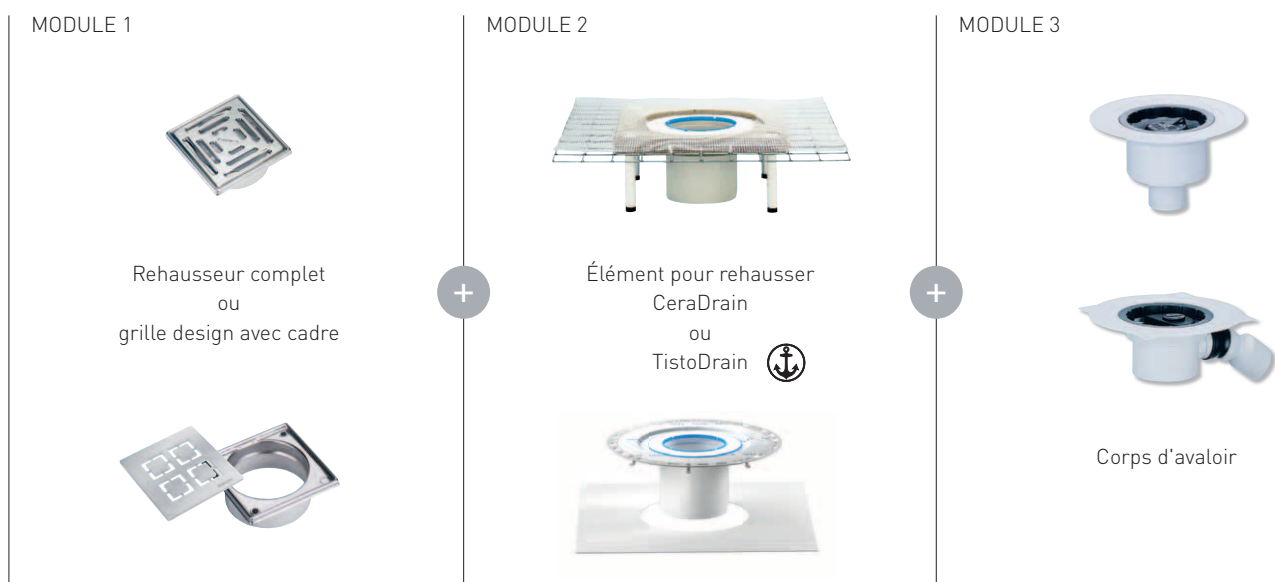 MODULE 1
Rehausseur complet
ou
grille design avec cadre
+
MODULE 2
Élément pour rehausser
CeraDrain
ou
TistoDrain
+
MODULE 3
Corps d'avaloir